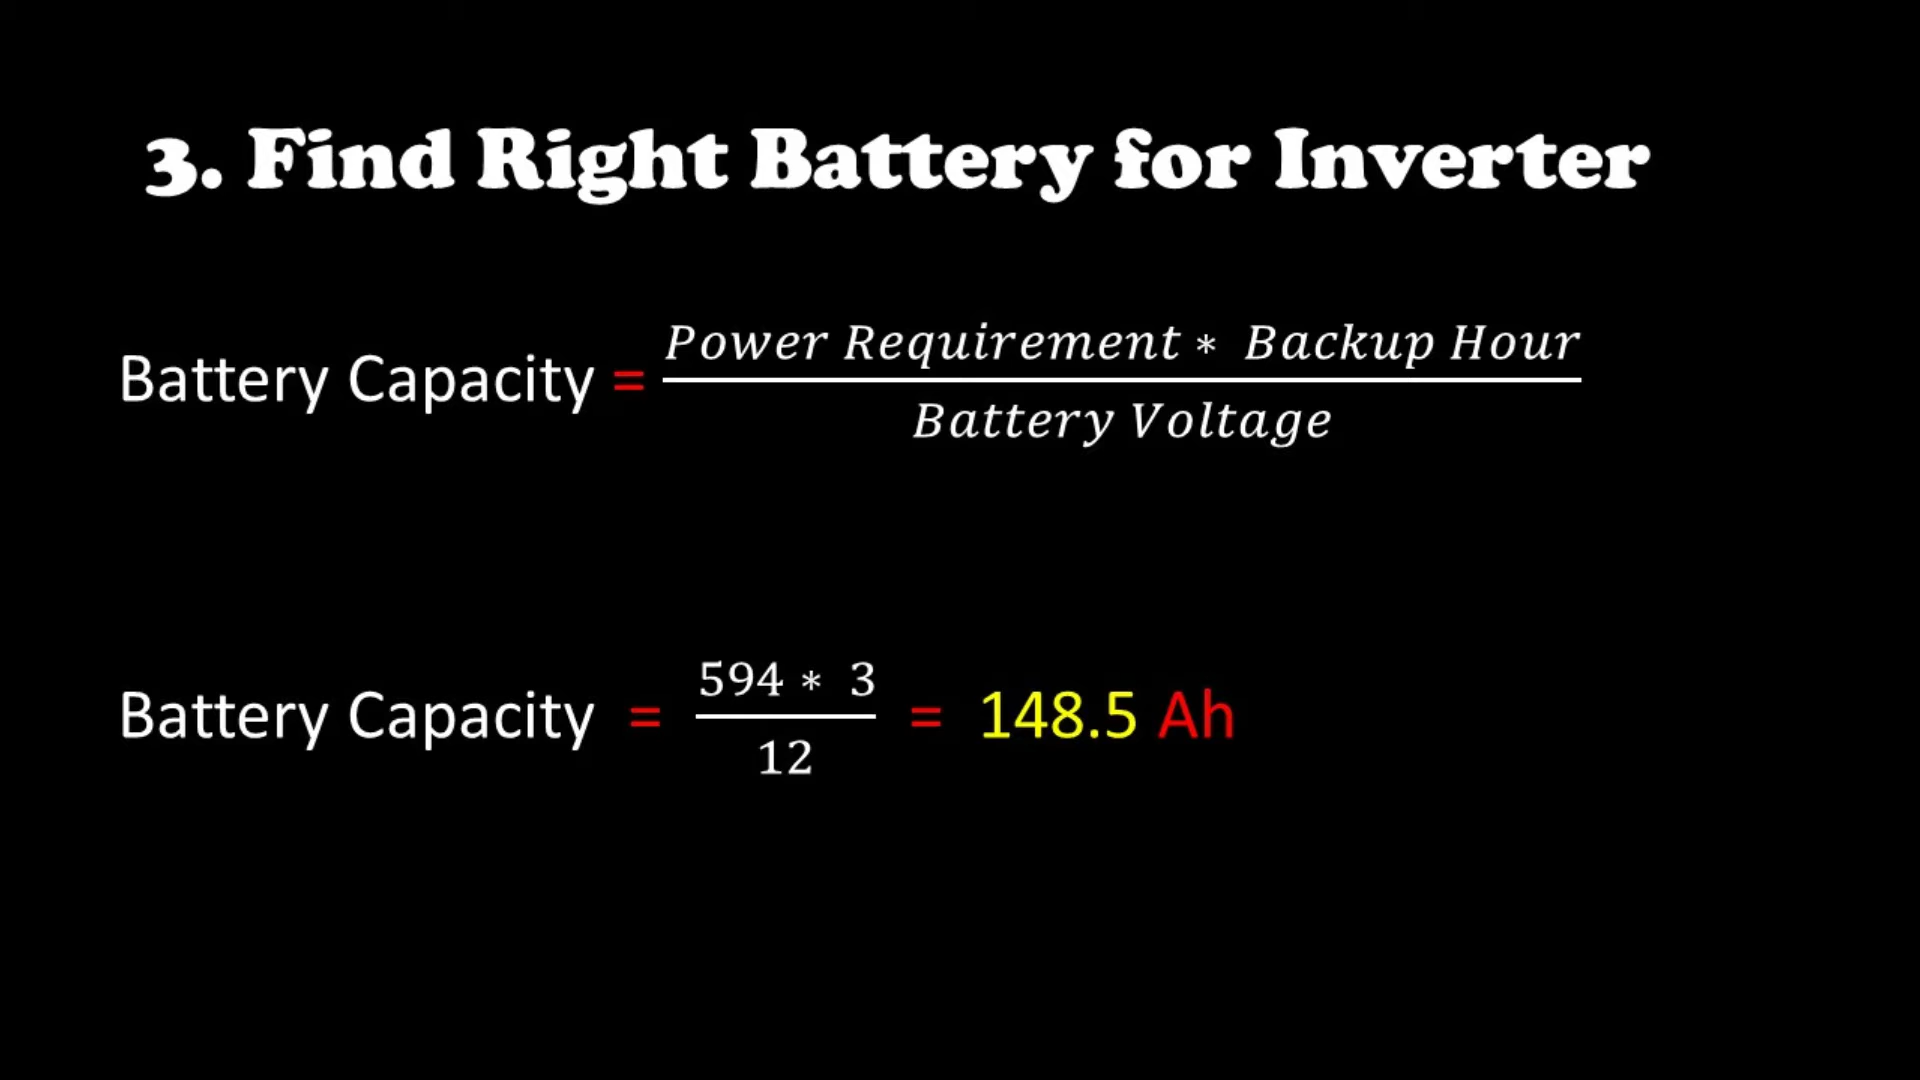 3. Find Right Battery for Inverter
Battery Capacity = Power Requirement * Backup Hour
Battery Voltage
Battery Capacity = 594 * 3
12
= 148.5 Ah